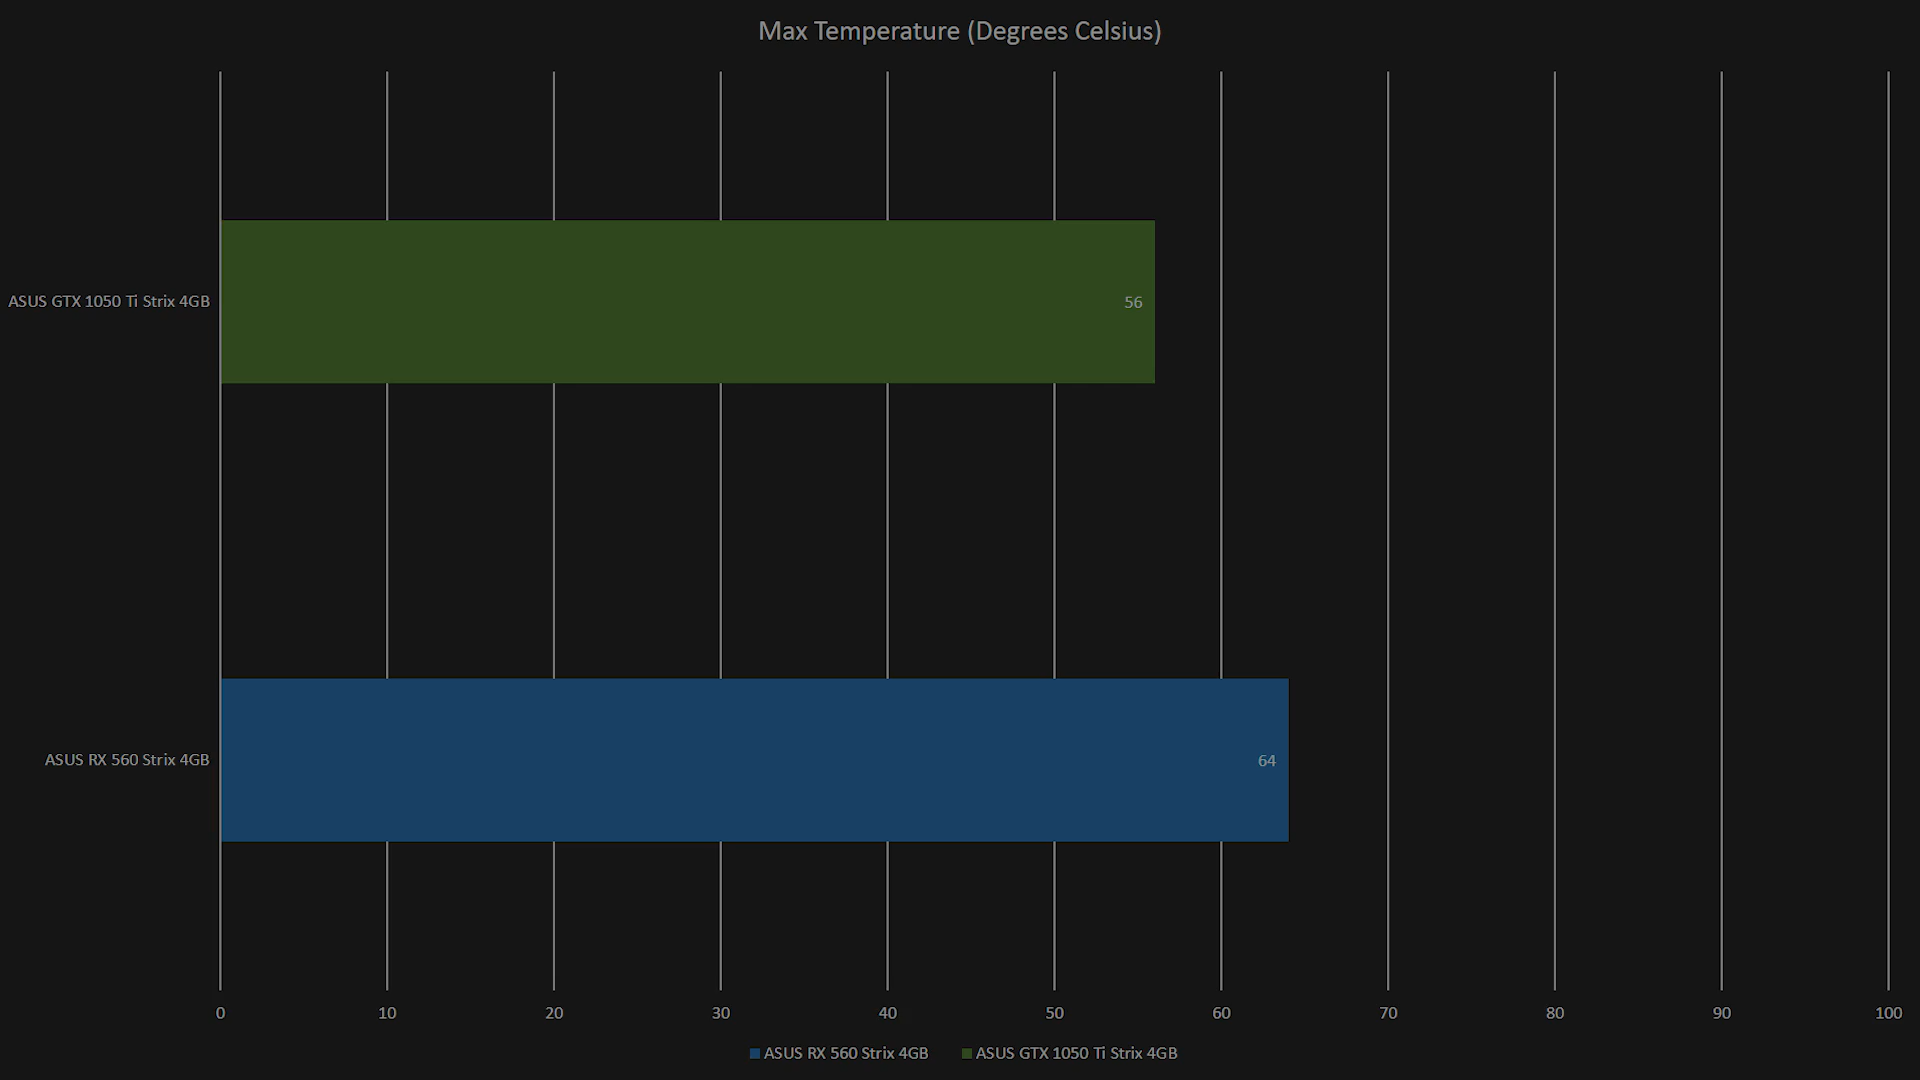 Max Temperature (Degrees Celsius)
ASUS GTX 1050 Ti Strix 4GB
56
ASUS RX 560 Strix 4GB
64
0 10 20 30 40 50 60 70 80 90 100
ASUS RX 560 Strix 4GB ASUS GTX 1050 Ti Strix 4GB